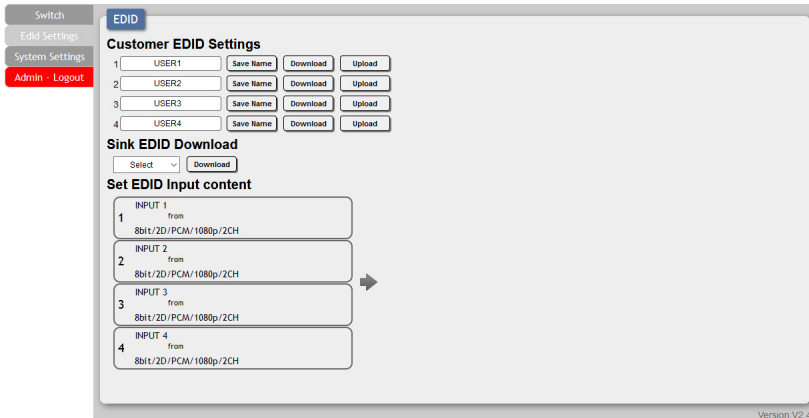 Switch
Edid Settings
System Settings
Admin - Logout
EDID
Customer EDID Settings
1 USER1 Save Name Download Upload
2 USER2 Save Name Download Upload
3 USER3 Save Name Download Upload
4 USER4 Save Name Download Upload
Sink EDID Download
Select Download
Set EDID Input content
INPUT 1
1 from
8bit/2D/PCM/1080p/2CH
INPUT 2
2 from
8bit/2D/PCM/1080p/2CH
INPUT 3
3 from
8bit/2D/PCM/1080p/2CH
INPUT 4
4 from
8bit/2D/PCM/1080p/2CH
Version V2.